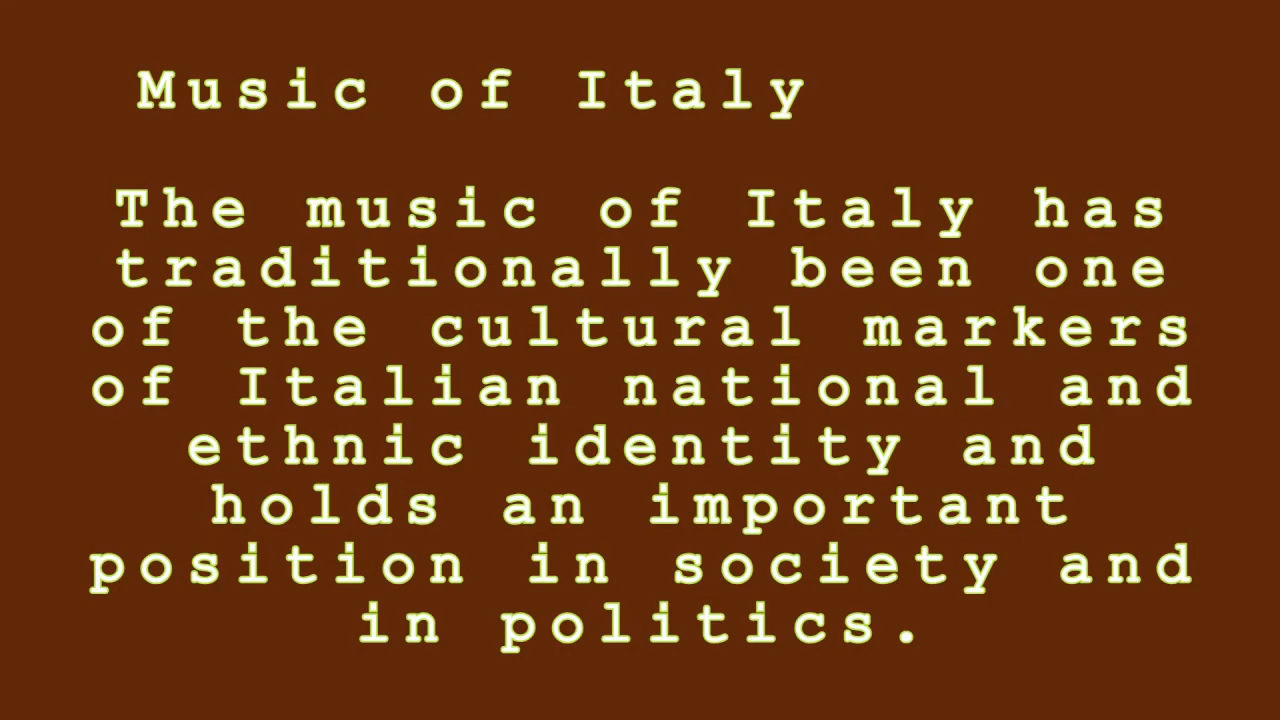 Music of Italy
The music of Italy has
traditionally been one
of the cultural markers
of Italian national and
ethnic identity and
holds an important
position in society and
in politics.